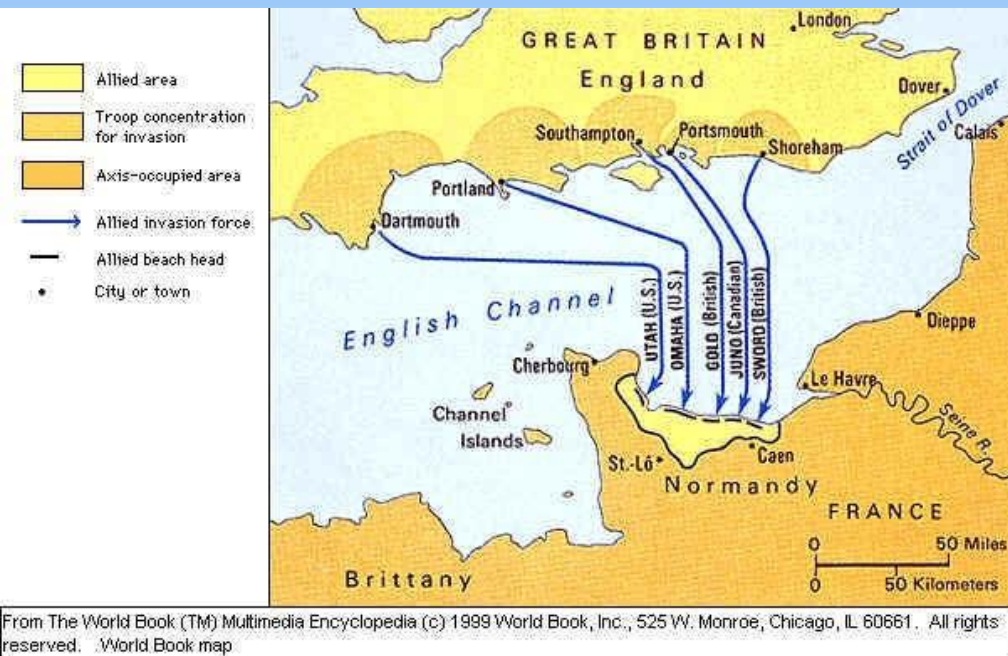 Allied area
Troop concentration
for invasion
Axis-occupied area
Allied invasion force
Allied beach head
City or town
London
GREAT BRITAIN
England
Dover
Strait of Dover
Calais
Southampton
Portsmouth
Shoreham
Portland
Dartmouth
English Channel
UTAH (U.S.)
OMAHA (U.S.)
GOLD (British)
JUNO (Canadian)
SWORD (British)
Dieppe
Cherbourg
Le Havre
Seine R.
Channel
Islands
Caen
St.-Lô
Normandy
FRANCE
0 50 Miles
0 50 Kilometers
Brittany
From The World Book (TM) Multimedia Encyclopedia (c) 1999 World Book, Inc., 525 W. Monroe, Chicago, IL 60661. All rights
reserved. World Book map